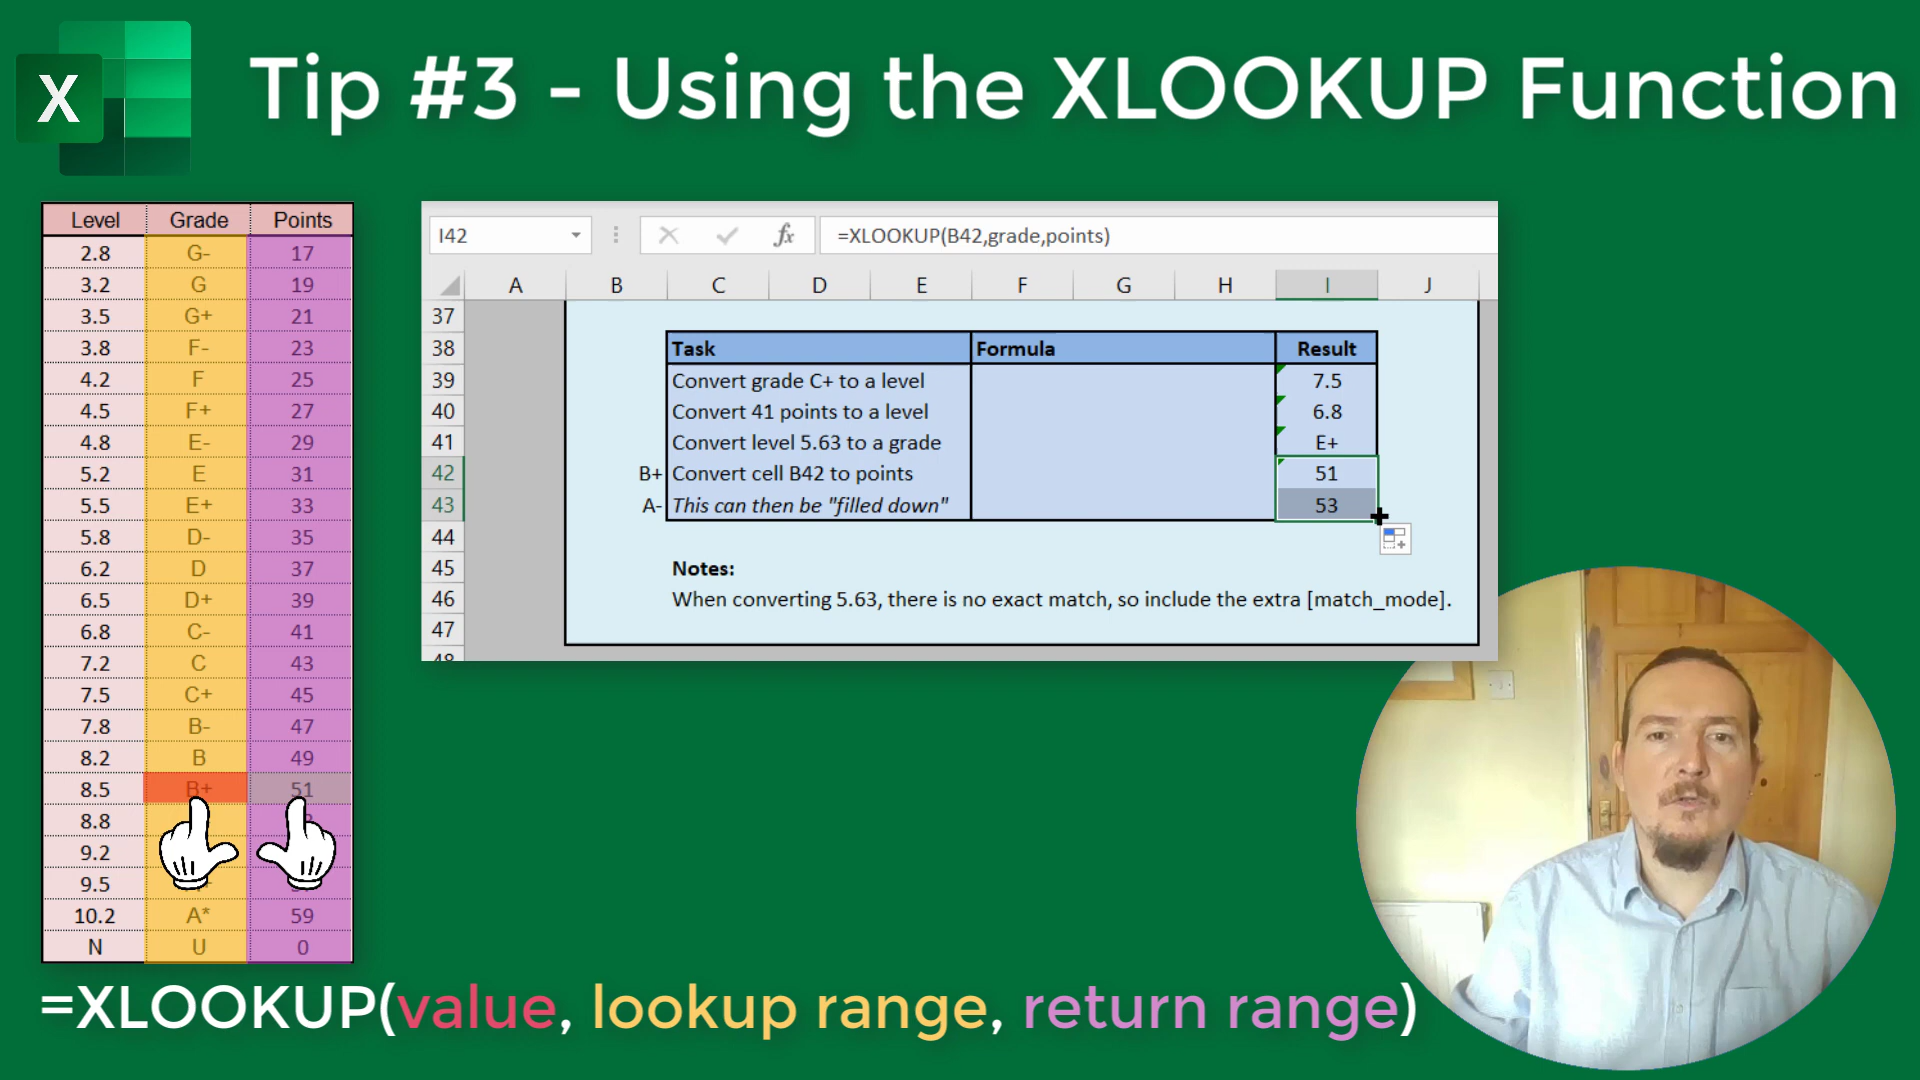 X
Tip #3 - Using the XLOOKUP Function
Level Grade Points
2.8 G- 17
3.2 G 19
3.5 G+ 21
3.8 F- 23
4.2 F 25
4.5 F+ 27
4.8 E- 29
5.2 E 31
5.5 E+ 33
5.8 D- 35
6.2 D 37
6.5 D+ 39
6.8 C- 41
7.2 C 43
7.5 C+ 45
7.8 B- 47
8.2 B 49
8.5 B+ 51
8.8
9.2
9.5
10.2 A* 59
N U 0
I42 fx =XLOOKUP(B42,grade,points)
A B C D E F G H I J
37
38 Task Formula Result
39 Convert grade C+ to a level 7.5
40 Convert 41 points to a level 6.8
41 Convert level 5.63 to a grade E+
42 B+ Convert cell B42 to points 51
43 A- This can then be "filled down" 53
44
45 Notes:
46 When converting 5.63, there is no exact match, so include the extra [match_mode].
47
48
=XLOOKUP(value, lookup range, return range)